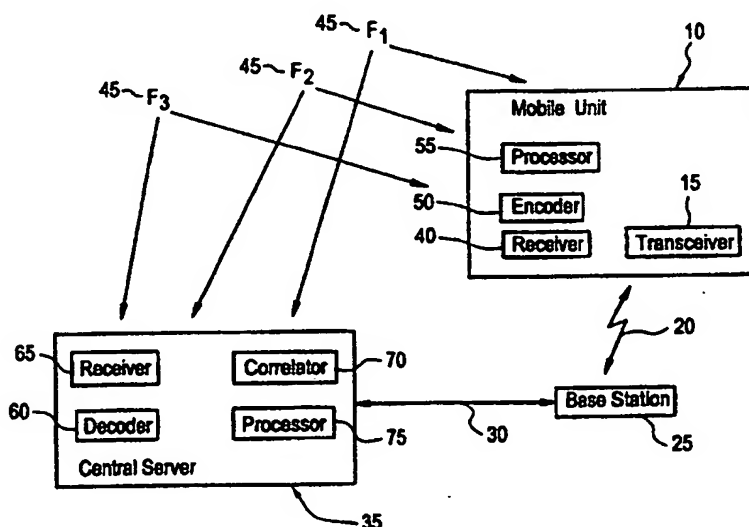 45 F1
10
45 F2
45 F3
Mobile Unit
55
Processor
50
Encoder
15
40
Receiver
Transceiver
20
65
Receiver
Correlator
70
60
Decoder
Processor
75
30
Base Station
25
Central Server
35